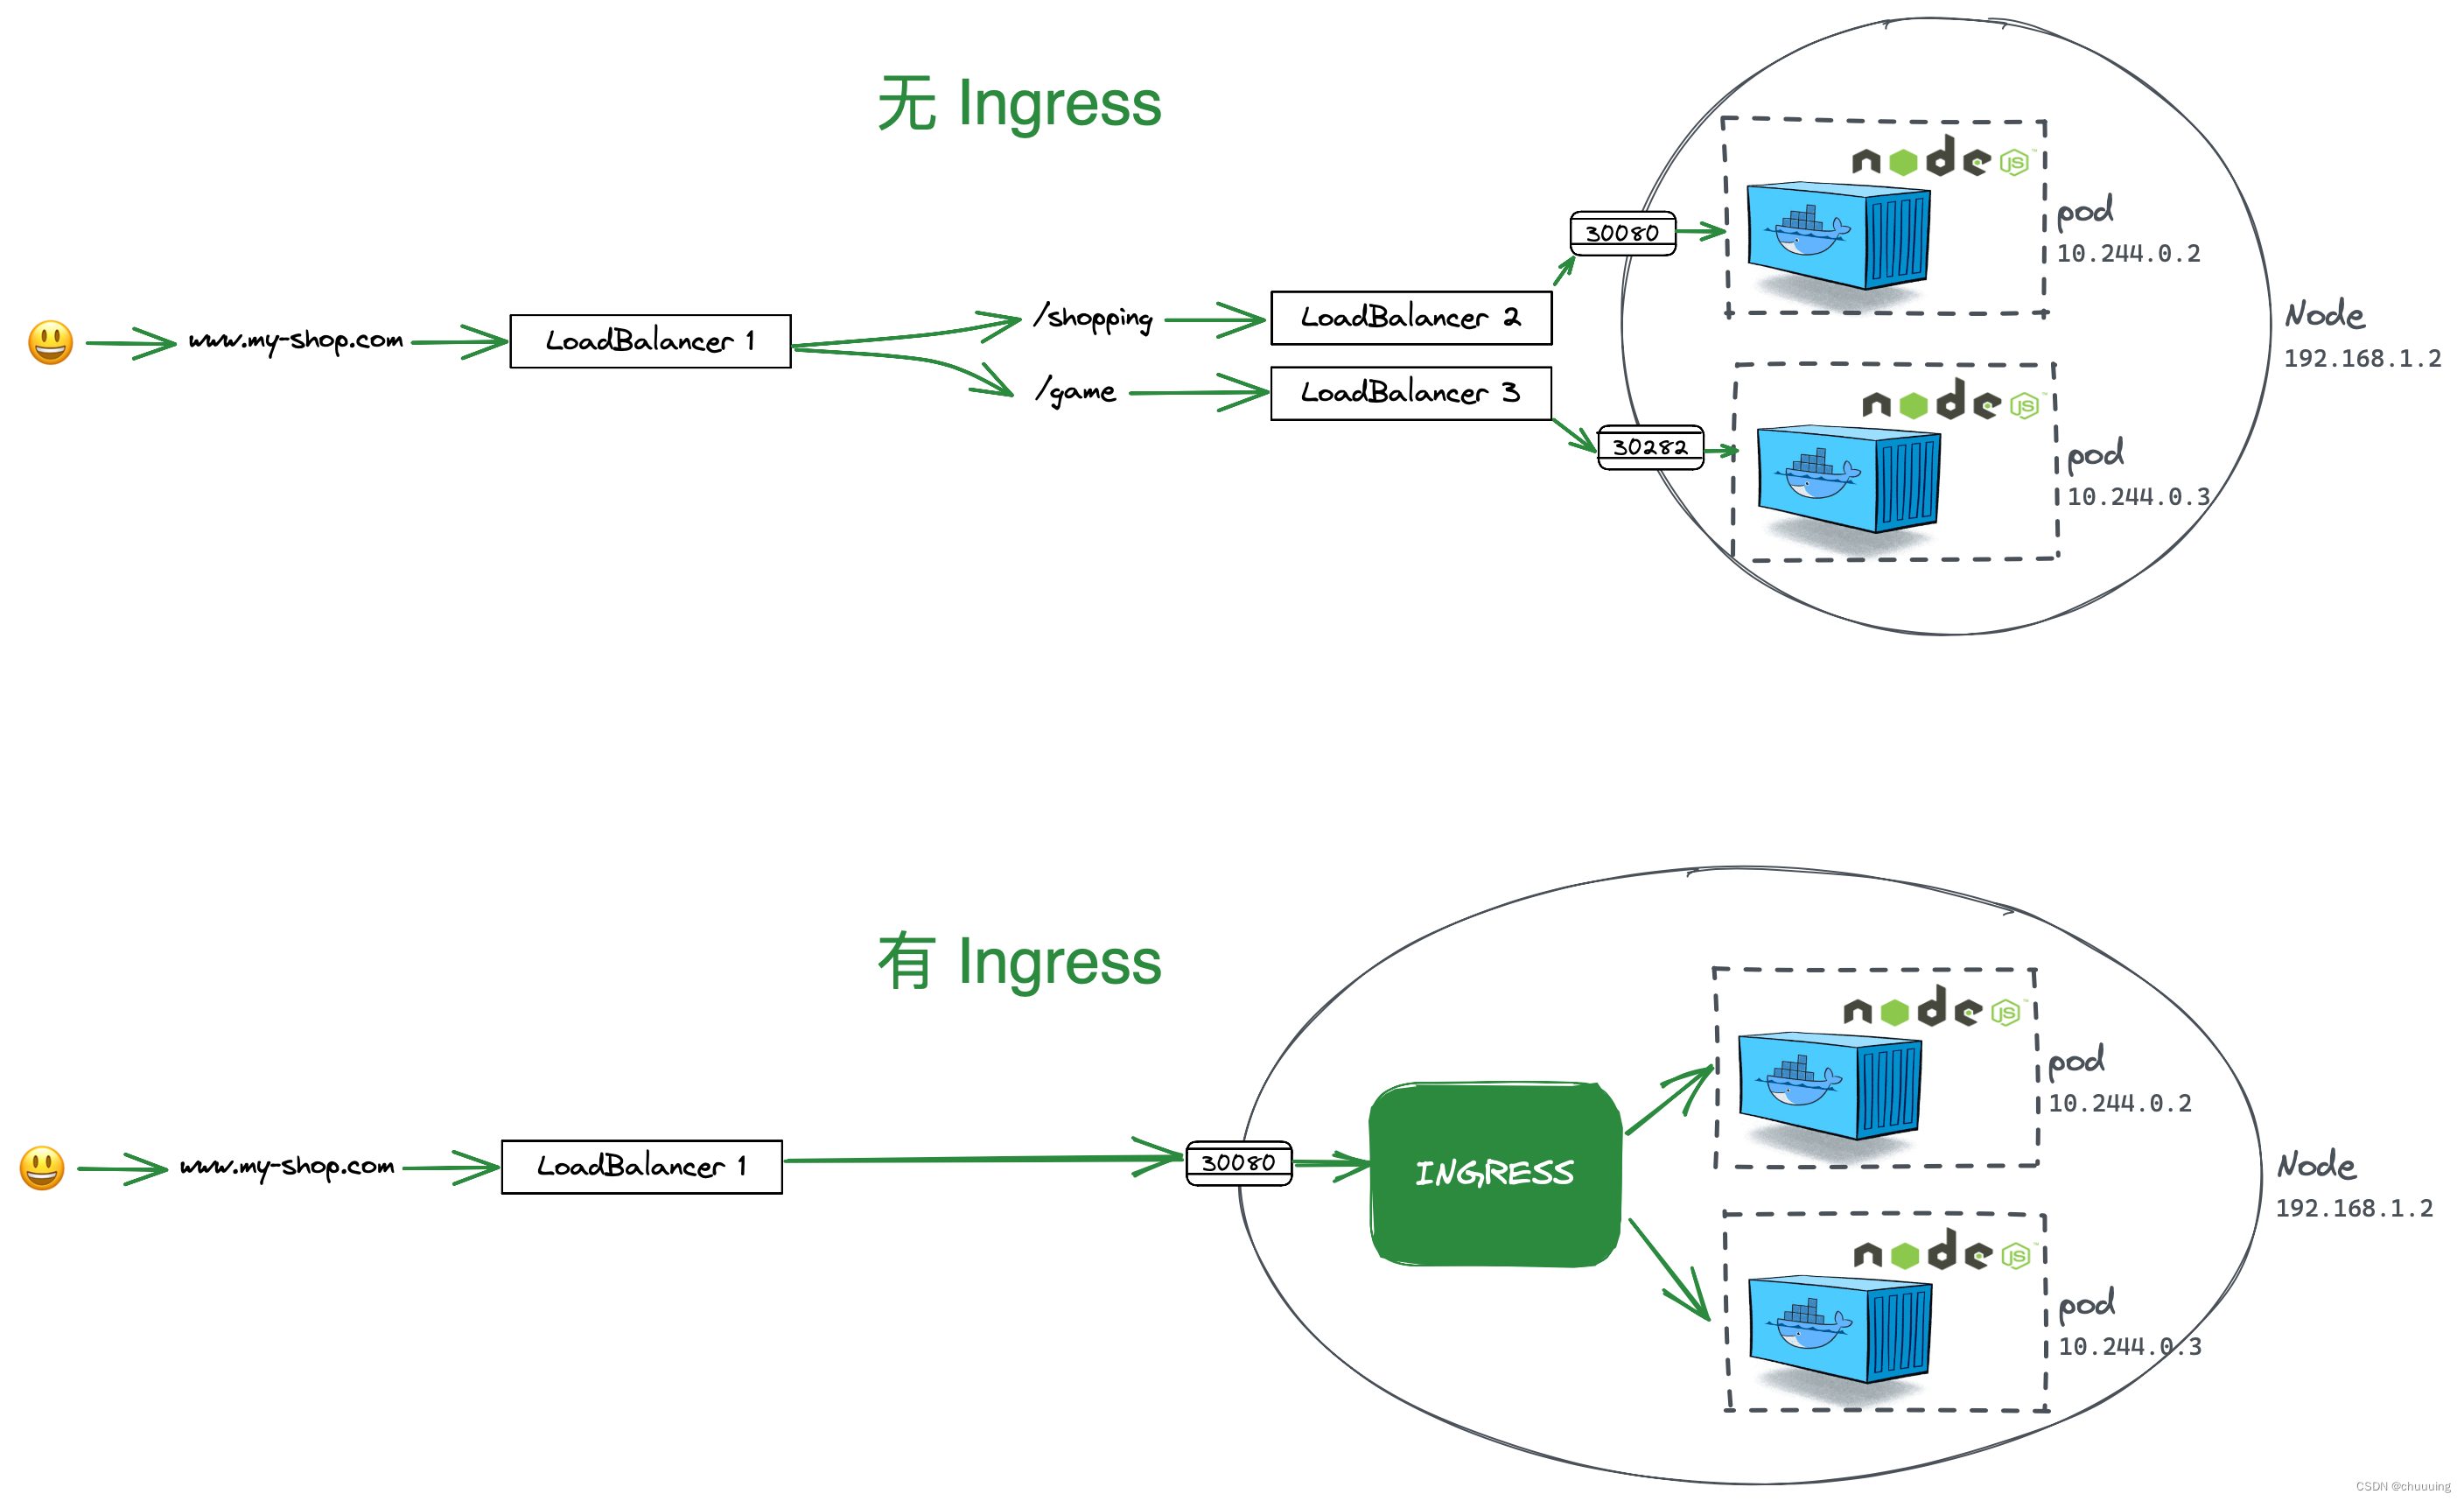 无 Ingress
node JS
pod
10.244.0.2
30080
/shopping
LoadBalancer 2
Node
192.168.1.2
www.my-shop.com
LoadBalancer 1
/game
LoadBalancer 3
node JS
30282
pod
10.244.0.3
有 Ingress
node JS
pod
10.244.0.2
www.my-shop.com
LoadBalancer 1
30080
INGRESS
Node
192.168.1.2
node JS
pod
10.244.0.3
CSDN @chuuuing